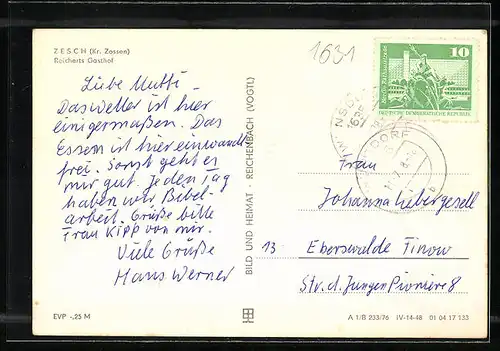 ZESCH (Kr. Zossen)
Reicherts Gasthof
1631
10
DEUTSCHE DEMOKRATISCHE REPUBLIK
DORF
Liebe Mutti.
Das Wetter ist hier
einigermaßen. Das
Essen ist hier einwand
frei. Sonst geht es
mir gut. Jeden Tag
haben wir Bibel-
arbeit. Grüße bitte
Frau Kipp von mir.
Viele Grüße
Hans Werner
BILD UND HEIMAT · REICHENBACH (VOGTL)
Frau
Johanna Liebergesell
13 Eberswalde Finow
Str. d. Jungen Pioniere 8
EVP -,25 M
A 1/B 233/76 IV-14-48 01 04 17 133